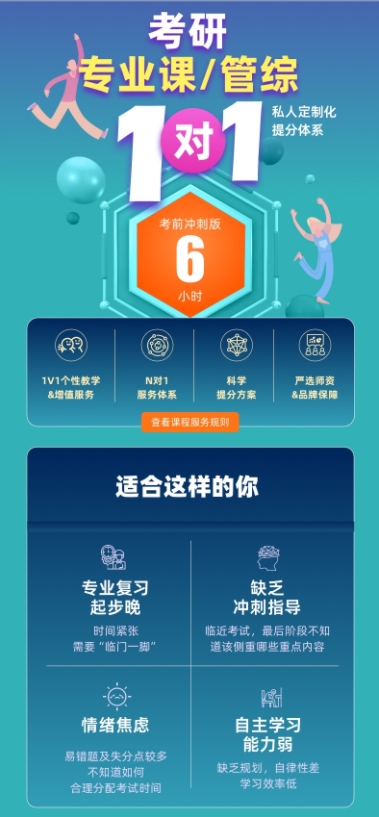 考研
专业课/管综
1对1
私人定制化
提分体系
考前冲刺版
6
小时
1V1个性教学
&增值服务
N对1
服务体系
科学
提分方案
严选师资
&品牌保障
查看课程服务规则
适合这样的你
专业复习
起步晚
时间紧张
需要“临门一脚”
缺乏
冲刺指导
临近考试，最后阶段不知
道该侧重哪些重点内容
情绪焦虑
易错题及失分点较多
不知道如何
合理分配考试时间
自主学习
能力弱
缺乏规划，自律性差
学习效率低